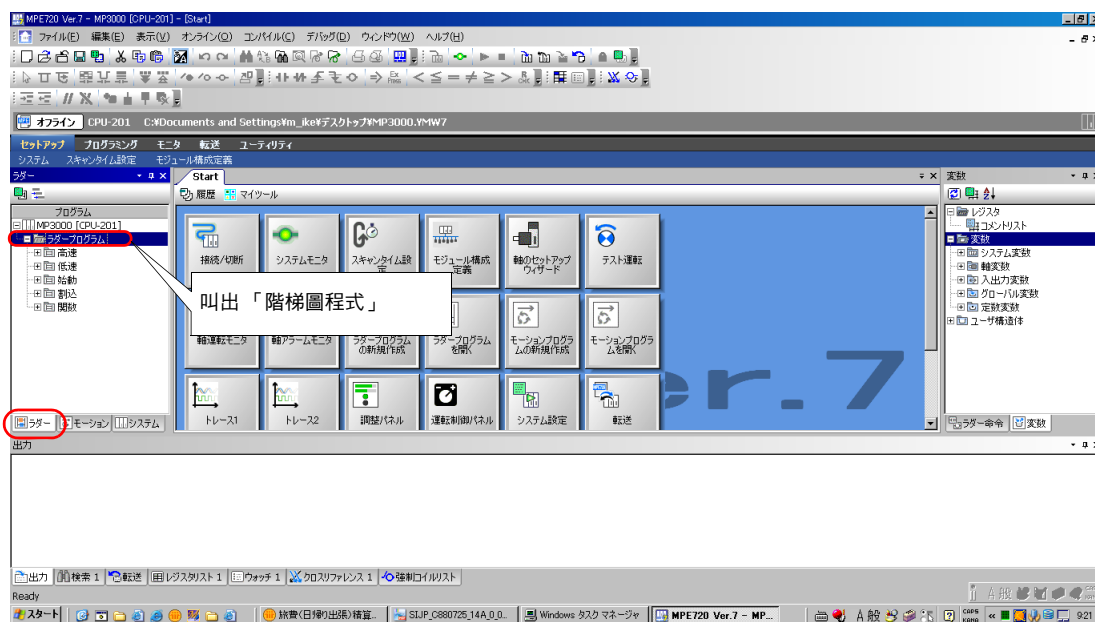 MPE720 Ver.7 - MP3000 [CPU-201] - [Start]
ファイル(F) 編集(E) 表示(V) オンライン(O) コンパイル(C) デバッグ(D) ウィンドウ(W) ヘルプ(H)
オフライン CPU-201 C:¥Documents and Settings¥m_ike¥デスクトップ¥MP3000.YMW7
セットアップ プログラミング モニタ 転送 ユーティリティ
システム スキャンタイム設定 モジュール構成定義
ラダー
Start
変数
履歴 マイツール
プログラム
MP3000 [CPU-201]
ラダープログラム
高速
低速
始動
割込
関数
接続/切断 システムモニタ スキャンタイム設定 モジュール構成定義 軸のセットアップウィザード テスト運転
叫出「階梯圖程式」
軸運転モニタ 軸アラームモニタ ラダープログラムの新規作成 ラダープログラムを開く モーションプログラムの新規作成 モーションプログラムを開く
er.7
トレース1 トレース2 調整パネル 運転制御パネル システム設定 転送
レジスタ
コメントリスト
変数
システム変数
軸変数
入出力変数
グローバル変数
定数変数
ユーザ構造体
ラダー モーション システム
ラダー命令 変数
出力
出力 検索 1 転送 レジスタリスト 1 ウォッチ 1 クロスリファレンス 1 強制コイルリスト
Ready
A 般
スタート 旅費(日帰り出張)精算... SIJP_C880725_14A_0_0... Windows タスク マネージャ MPE720 Ver.7 - MP... A 般 CAPS KANA 9:21